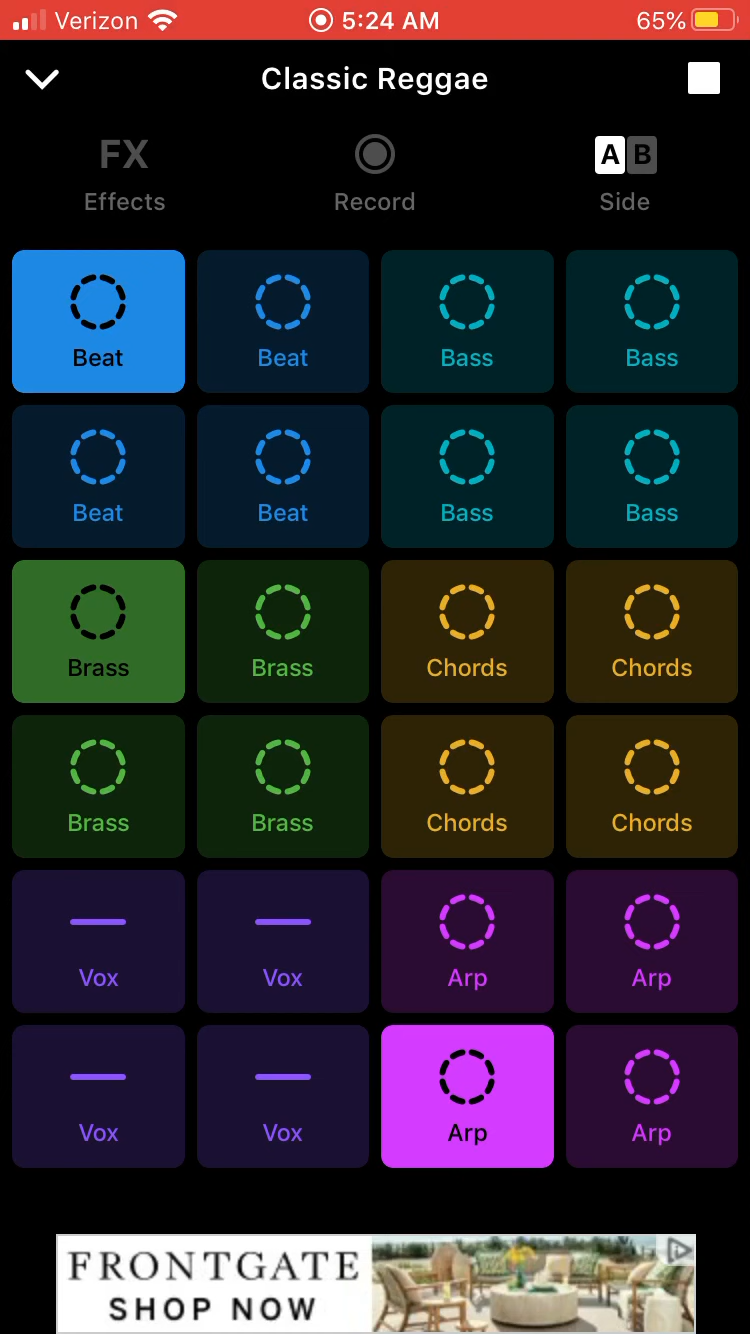 Verizon 5:24 AM 65%
Classic Reggae
FX A B
Effects Record Side
Beat Beat Bass Bass
Beat Beat Bass Bass
Brass Brass Chords Chords
Brass Brass Chords Chords
Vox Vox Arp Arp
Vox Vox Arp Arp
FRONTGATE
SHOP NOW